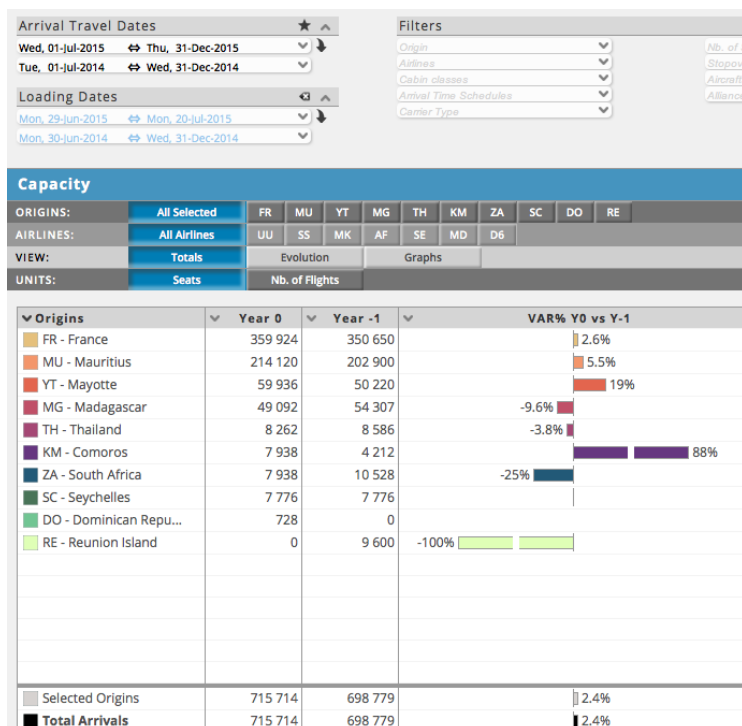 Arrival Travel Dates
Wed, 01-Jul-2015 ⇔ Thu, 31-Dec-2015
Tue, 01-Jul-2014 ⇔ Wed, 31-Dec-2014
Loading Dates
Mon, 29-Jun-2015 ⇔ Mon, 20-Jul-2015
Mon, 30-Jun-2014 ⇔ Wed, 31-Dec-2014
Filters
Origin
Airlines
Cabin classes
Arrival Time Schedules
Carrier Type
Nb. of
Stopov
Aircraft
Alliance
Capacity
ORIGINS: All Selected FR MU YT MG TH KM ZA SC DO RE
AIRLINES: All Airlines UU SS MK AF SE MD D6
VIEW: Totals Evolution Graphs
UNITS: Seats Nb. of Flights
Origins Year 0 Year -1 VAR% Y0 vs Y-1
FR - France 359 924 350 650 2.6%
MU - Mauritius 214 120 202 900 5.5%
YT - Mayotte 59 936 50 220 19%
MG - Madagascar 49 092 54 307 -9.6%
TH - Thailand 8 262 8 586 -3.8%
KM - Comoros 7 938 4 212 88%
ZA - South Africa 7 938 10 528 -25%
SC - Seychelles 7 776 7 776
DO - Dominican Repu... 728 0
RE - Reunion Island 0 9 600 -100%
Selected Origins 715 714 698 779 2.4%
Total Arrivals 715 714 698 779 2.4%